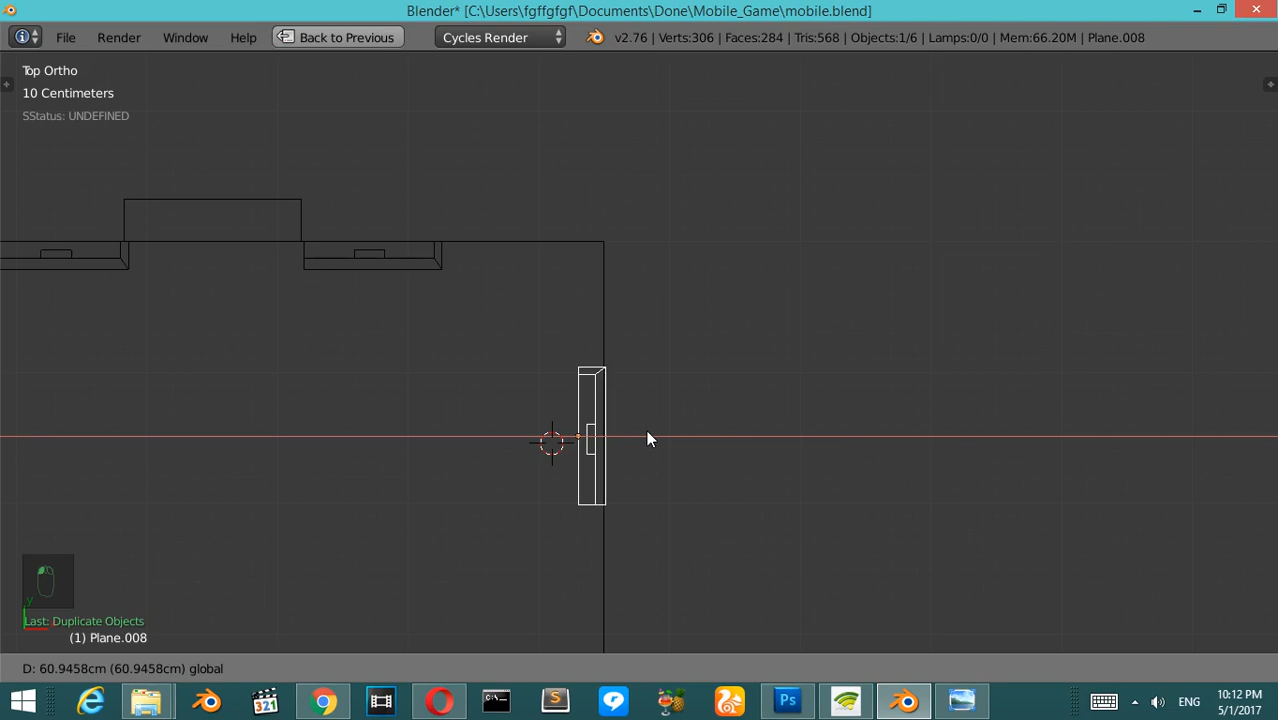 Blender* [C:\Users\fgffgfgf\Documents\Done\Mobile_Game\mobile.blend]
File Render Window Help Back to Previous Cycles Render v2.76 | Verts:306 | Faces:284 | Tris:568 | Objects:1/6 | Lamps:0/0 | Mem:66.20M | Plane.008
Top Ortho
10 Centimeters
SStatus: UNDEFINED
y
Last: Duplicate Objects
(1) Plane.008
D: 60.9458cm (60.9458cm) global
321
Ps
ENG
10:12 PM
5/1/2017